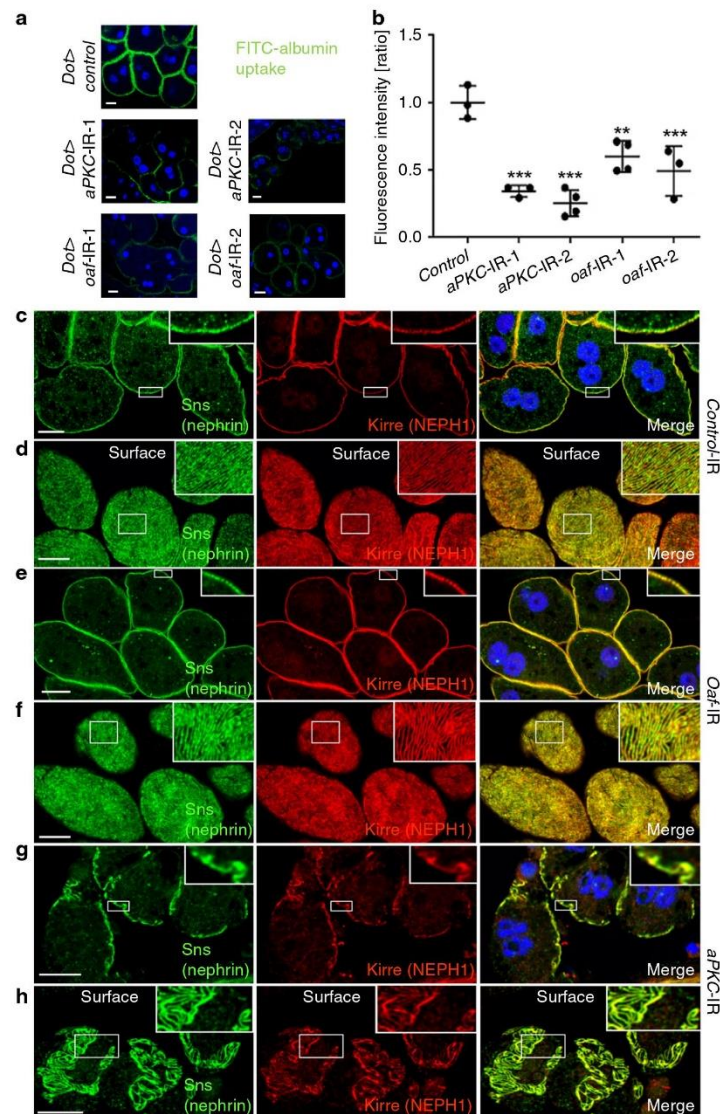 a
Dot>
control
FITC-albumin
uptake
Dot>
aPKC-IR-1
Dot>
aPKC-IR-2
Dot>
oaf-IR-1
Dot>
oaf-IR-2
b
Fluorescence intensity [ratio]
1.5
1.0
0.5
0.0
***
***
**
***
Control
aPKC-IR-1
aPKC-IR-2
oaf-IR-1
oaf-IR-2
c
Sns
(nephrin)
Kirre (NEPH1)
Merge
Control-IR
d
Surface
Sns
(nephrin)
Surface
Kirre (NEPH1)
Surface
Merge
e
Sns
(nephrin)
Kirre (NEPH1)
Merge
Oaf-IR
f
Sns
(nephrin)
Kirre (NEPH1)
Merge
g
Sns
(nephrin)
Kirre (NEPH1)
Merge
aPKC-IR
h
Surface
Sns
(nephrin)
Surface
Kirre (NEPH1)
Surface
Merge